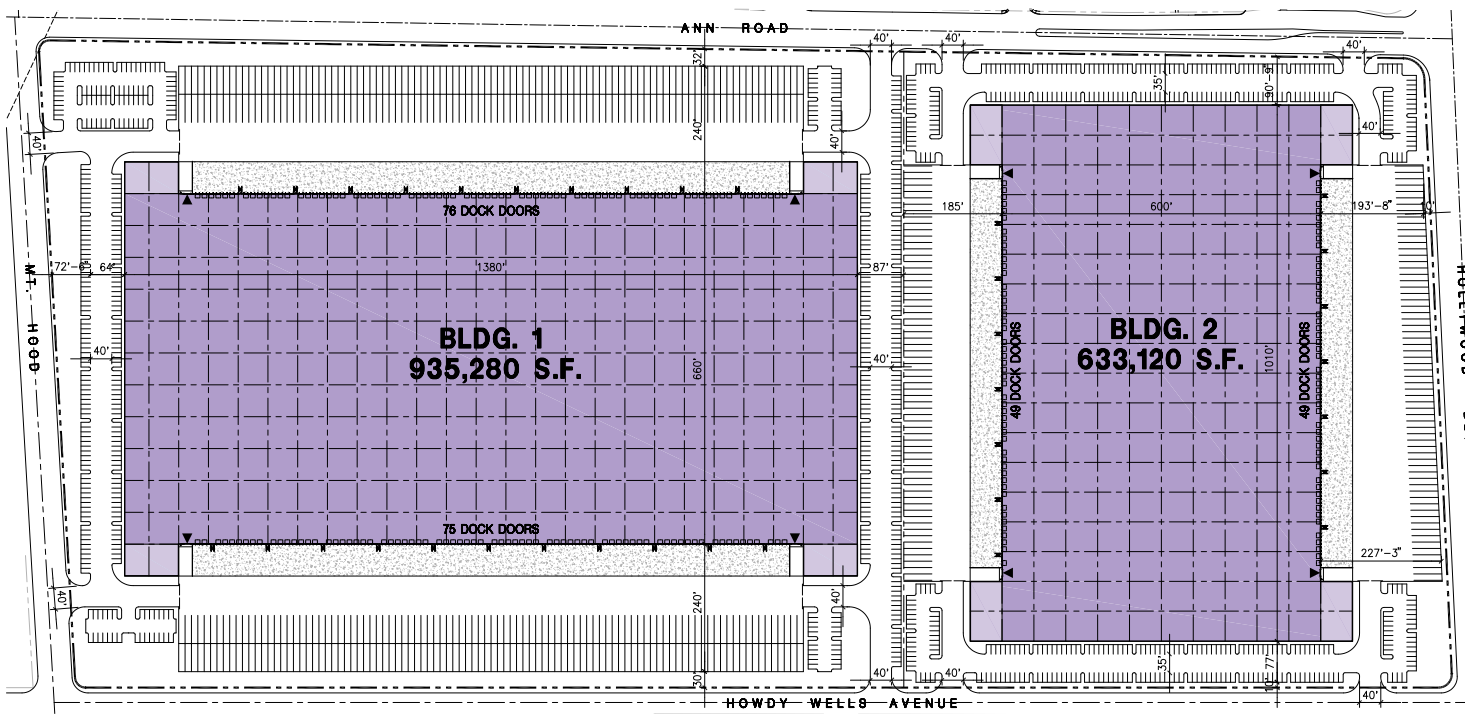 ANN ROAD
40'
40'
40'
32'
35'
90'-9"
240'
40'
40'
40'
76 DOCK DOORS
185'
600'
193'-8"
MT. HOOD
72'-6"
64'
1380'
87'
BLDG. 1
935,280 S.F.
BLDG. 2
633,120 S.F.
49 DOCK DOORS
49 DOCK DOORS
40'
660'
40'
1010'
75 DOCK DOORS
227'-3"
40'
240'
40'
35'
77'
40'
40'
40'
10'
HOWDY WELLS AVENUE